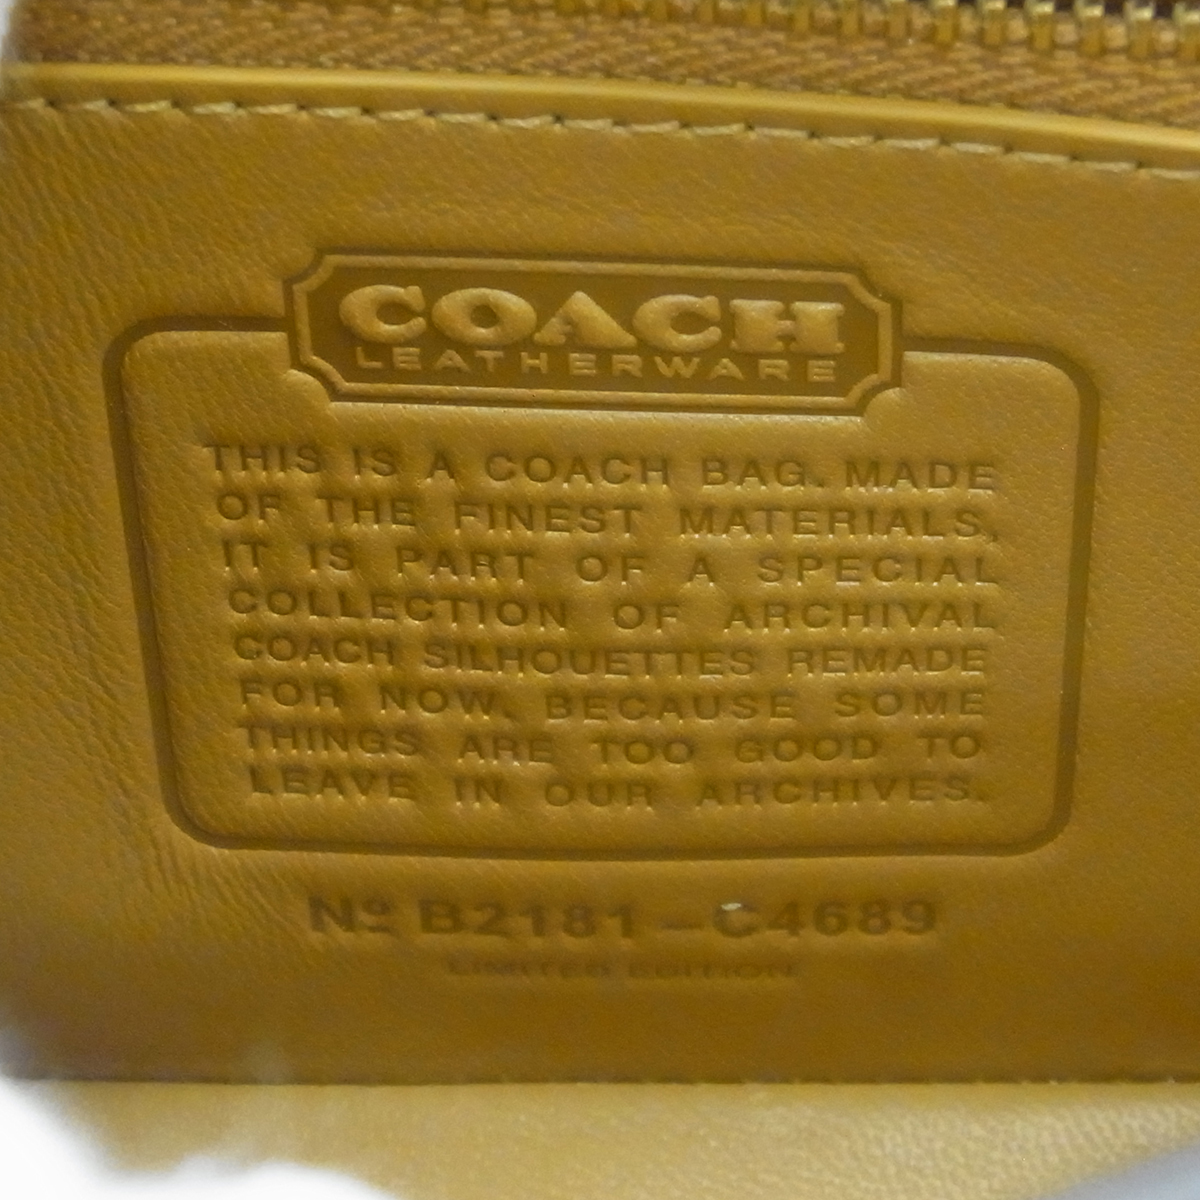 COACH
LEATHERWARE
THIS IS A COACH BAG. MADE
OF THE FINEST MATERIALS,
IT IS PART OF A SPECIAL
COLLECTION OF ARCHIVAL
COACH SILHOUETTES REMADE
FOR NOW. BECAUSE SOME
THINGS ARE TOO GOOD TO
LEAVE IN OUR ARCHIVES.
Nº B2181-C4689
LIMITED EDITION